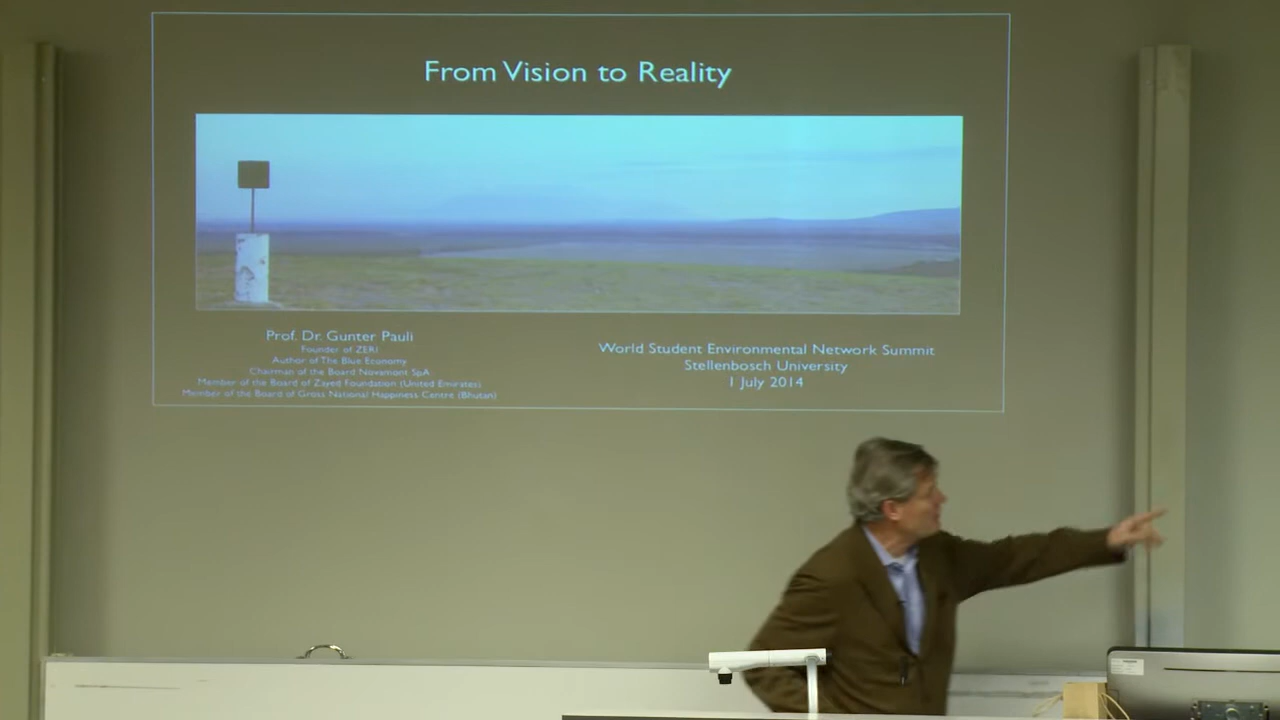 From Vision to Reality
Prof. Dr. Gunter Pauli
Founder of ZERI
Author of The Blue Economy
Chairman of the Board Novamont SpA
Member of the Board of Zayed Foundation (United Emirates)
Member of the Board of Gross National Happiness Centre (Bhutan)
World Student Environmental Network Summit
Stellenbosch University
1 July 2014